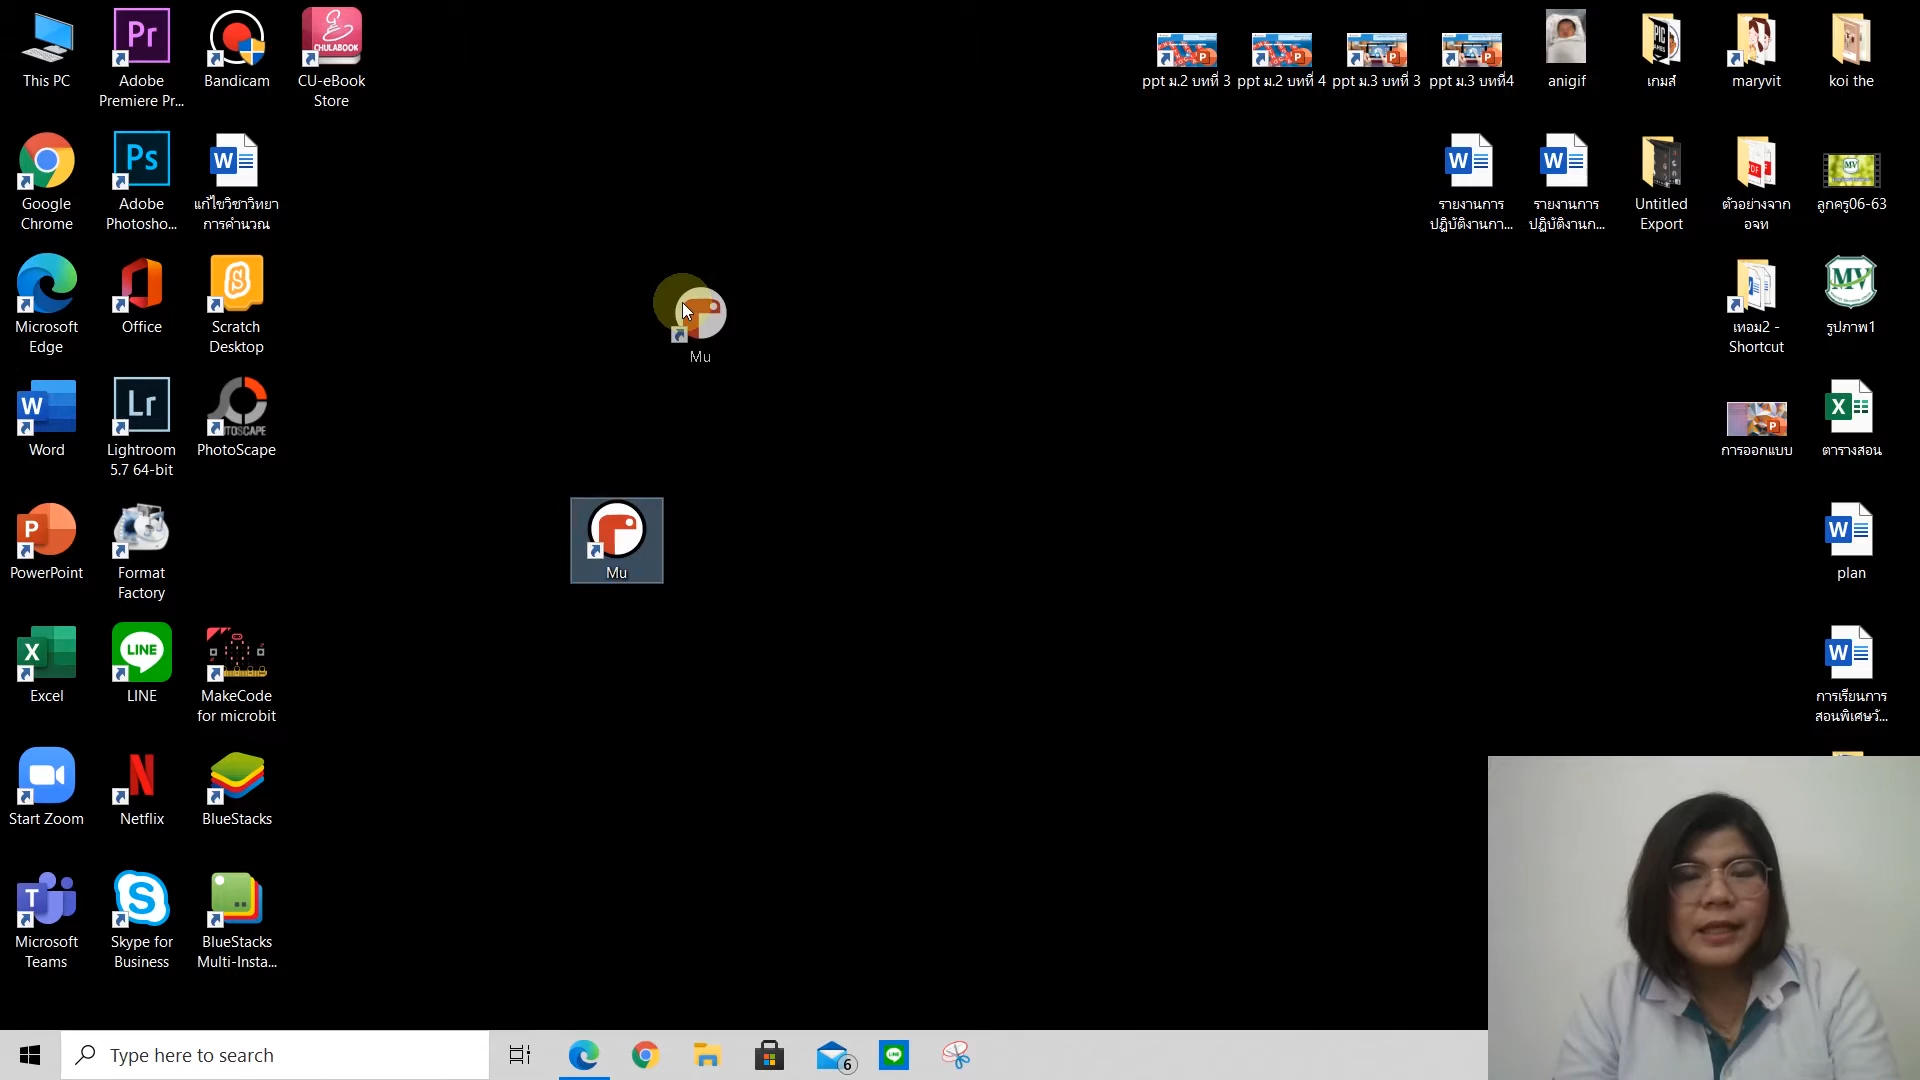 This PC
Adobe
Premiere Pr...
Bandicam
CU-eBook
Store
CHULABOOK
ppt ม.2 บทที่ 3
ppt ม.2 บทที่ 4
ppt ม.3 บทที่ 3
ppt ม.3 บทที่4
anigif
เกมส์
maryvit
koi the
Google
Chrome
Adobe
Photosho...
แก้ไขวิชาวิทยา
การคำนวณ
รายงานการ
ปฏิบัติงานกา...
รายงานการ
ปฏิบัติงานก...
Untitled
Export
ตัวอย่างจาก
อจท
ลูกครู06-63
Microsoft
Edge
Office
Scratch
Desktop
Mu
เทอม2 -
Shortcut
รูปภาพ1
Word
Lightroom
5.7 64-bit
PhotoScape
การออกแบบ
ตารางสอน
PowerPoint
Format
Factory
Mu
plan
Excel
LINE
MakeCode
for microbit
การเรียนการ
สอนพิเศษวั...
Start Zoom
Netflix
BlueStacks
Microsoft
Teams
Skype for
Business
BlueStacks
Multi-Insta...
Type here to search
6